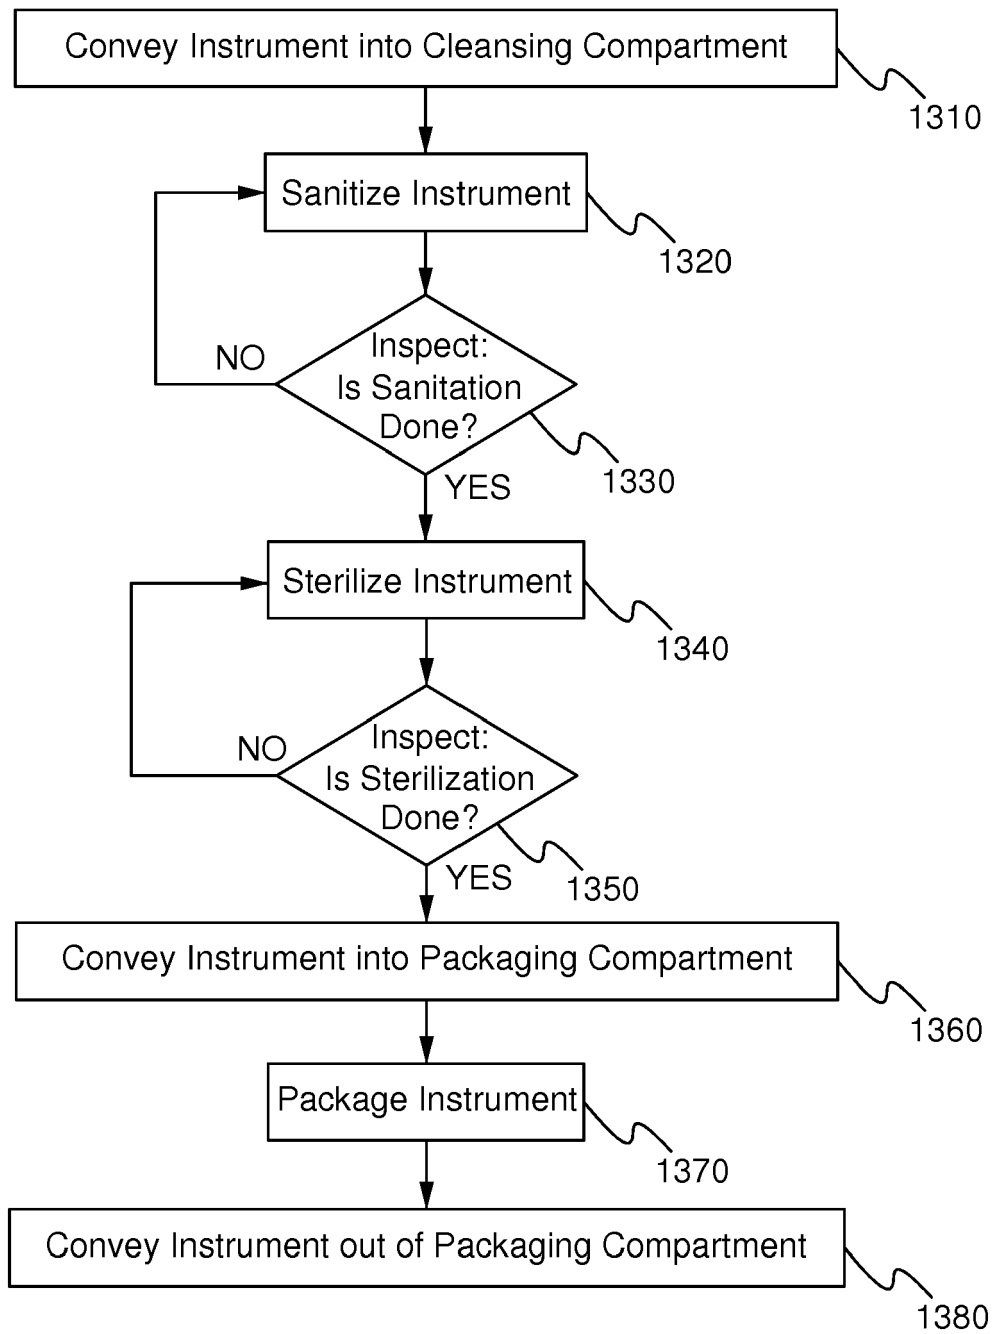 Convey Instrument into Cleansing Compartment
1310
Sanitize Instrument
1320
Inspect:
NO
Is Sanitation
Done?
1330
YES
Sterilize Instrument
1340
Inspect:
NO
Is Sterilization
Done?
YES
1350
Convey Instrument into Packaging Compartment
1360
Package Instrument
1370
Convey Instrument out of Packaging Compartment
1380